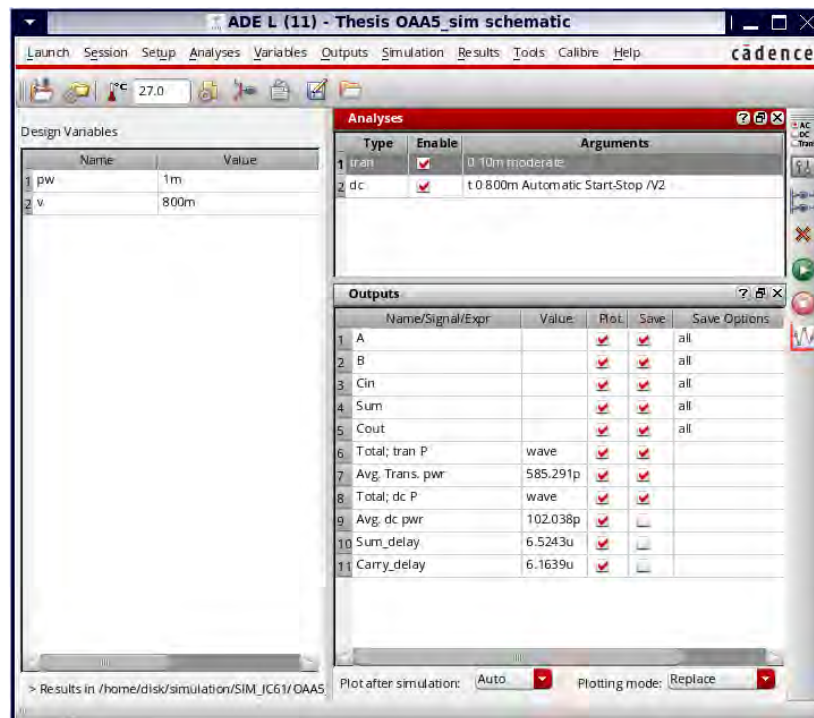 ADE L (11) - Thesis OAA5_sim schematic
Launch Session Setup Analyses Variables Outputs Simulation Results Tools Calibre Help cādence
°C 27.0
Design Variables
Name Value
1 pw 1m
2 v 800m
Analyses
Type Enable Arguments
1 tran 0 10m moderate
2 dc t 0 800m Automatic Start-Stop /V2
AC
DC
Trans
Outputs
Name/Signal/Expr Value Plot Save Save Options
1 A all
2 B all
3 Cin all
4 Sum all
5 Cout all
6 Total; tran P wave
7 Avg. Trans. pwr 585.291p
8 Total; dc P wave
9 Avg. dc pwr 102.038p
10 Sum_delay 6.5243u
11 Carry_delay 6.1639u
> Results in /home/disk/simulation/SIM_IC61/OAA5
Plot after simulation: Auto Plotting mode: Replace